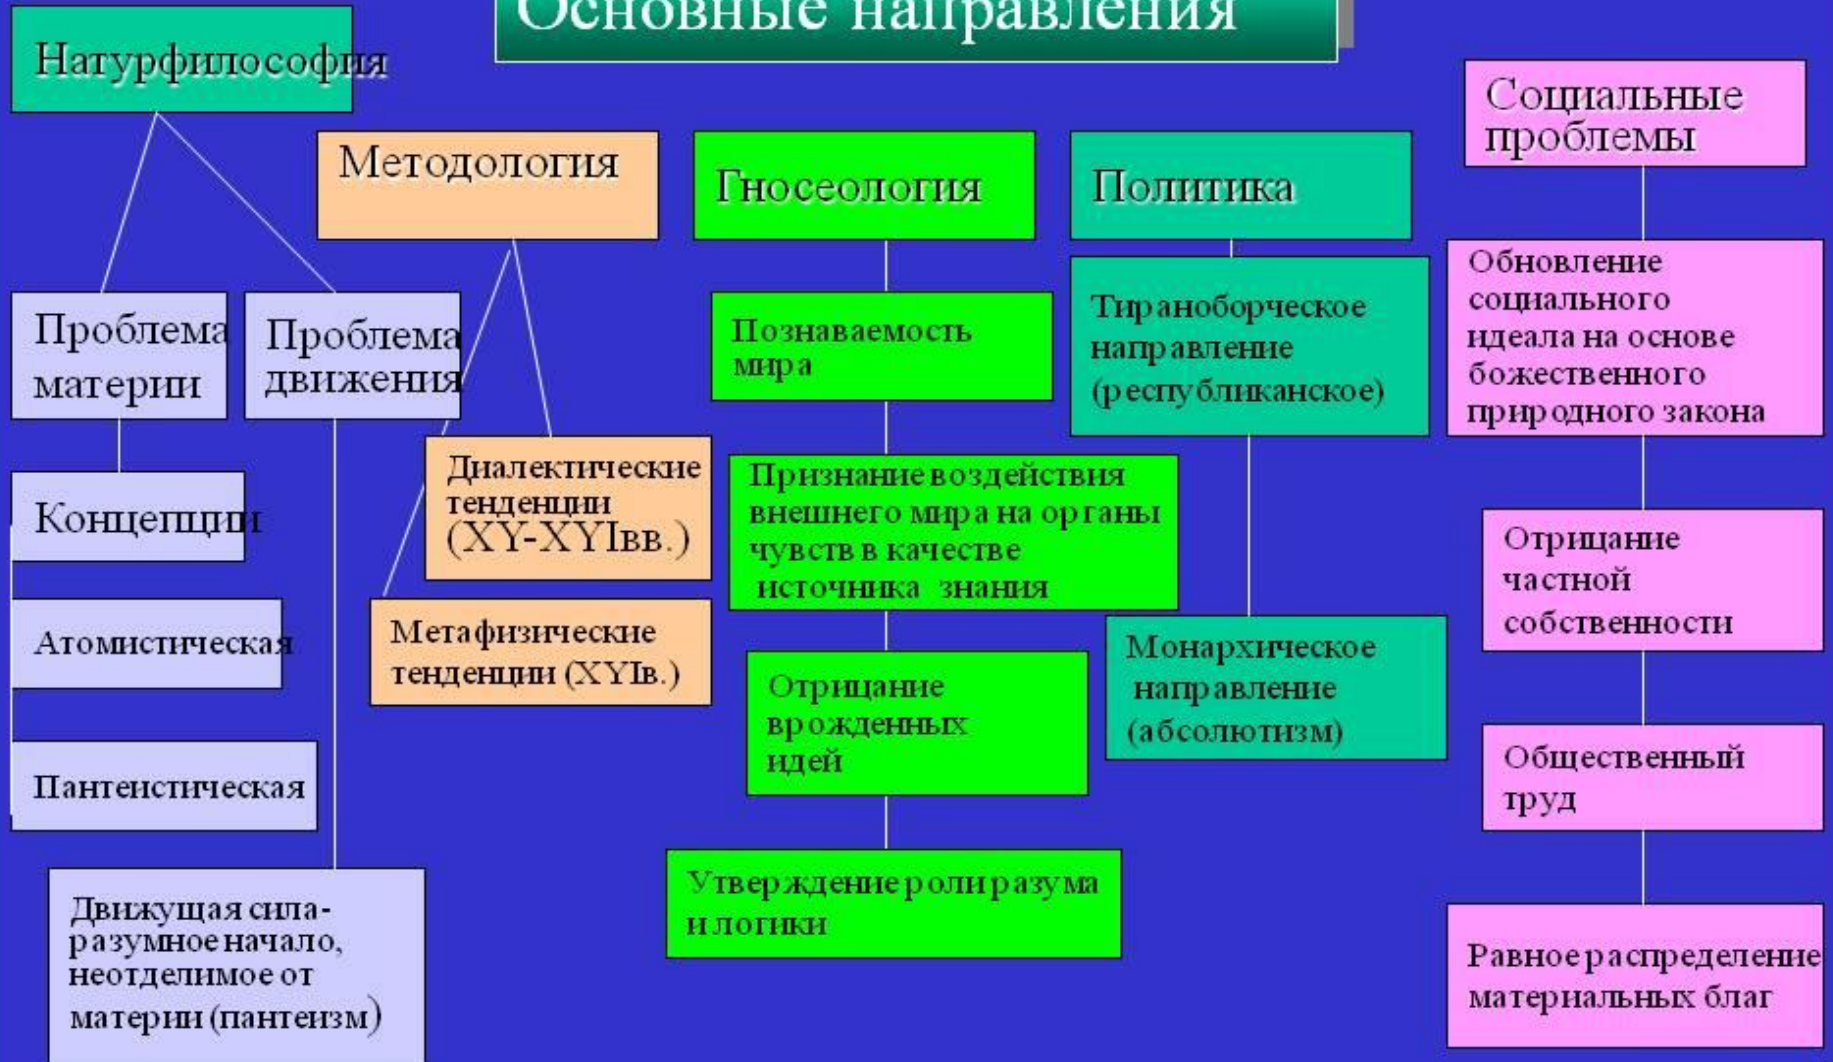 Основные направления
Натурфилософия
Проблема
материи
Концепции
Атомистическая
Пантеистическая
Проблема
движения
Движущая сила-
разумное начало,
неотделимое от
материи (пантеизм)
Методология
Диалектические
тенденции
(XY-XYIвв.)
Метафизические
тенденции (XYIв.)
Гносеология
Познаваемость
мира
Признание воздействия
внешнего мира на органы
чувств в качестве
источника знания
Отрицание
врожденных
идей
Утверждение роли разума
и логики
Политика
Тираноборческое
направление
(республиканское)
Монархическое
направление
(абсолютизм)
Социальные
проблемы
Обновление
социального
идеала на основе
божественного
природного закона
Отрицание
частной
собственности
Общественный
труд
Равное распределение
материальных благ